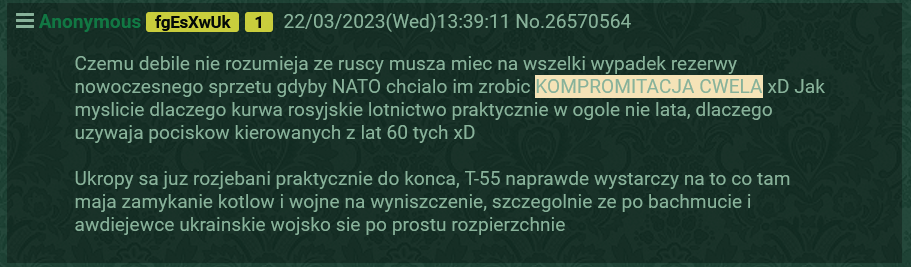 Anonymous fgEsXwUk 1 22/03/2023(Wed)13:39:11 No.26570564
Czemu debile nie rozumieja ze ruscy musza miec na wszelki wypadek rezerwy
nowoczesnego sprzetu gdyby NATO chcialo im zrobic KOMPROMITACJA CWELA xD Jak
myslicie dlaczego kurwa rosyjskie lotnictwo praktycznie w ogole nie lata, dlaczego
uzywaja pociskow kierowanych z lat 60 tych xD
Ukropy sa juz rozjebani praktycznie do konca, T-55 naprawde wystarczy na to co tam
maja zamykanie kotlow i wojne na wyniszczenie, szczegolnie ze po bachmucie i
awdiejewce ukrainskie wojsko sie po prostu rozpierzchnie